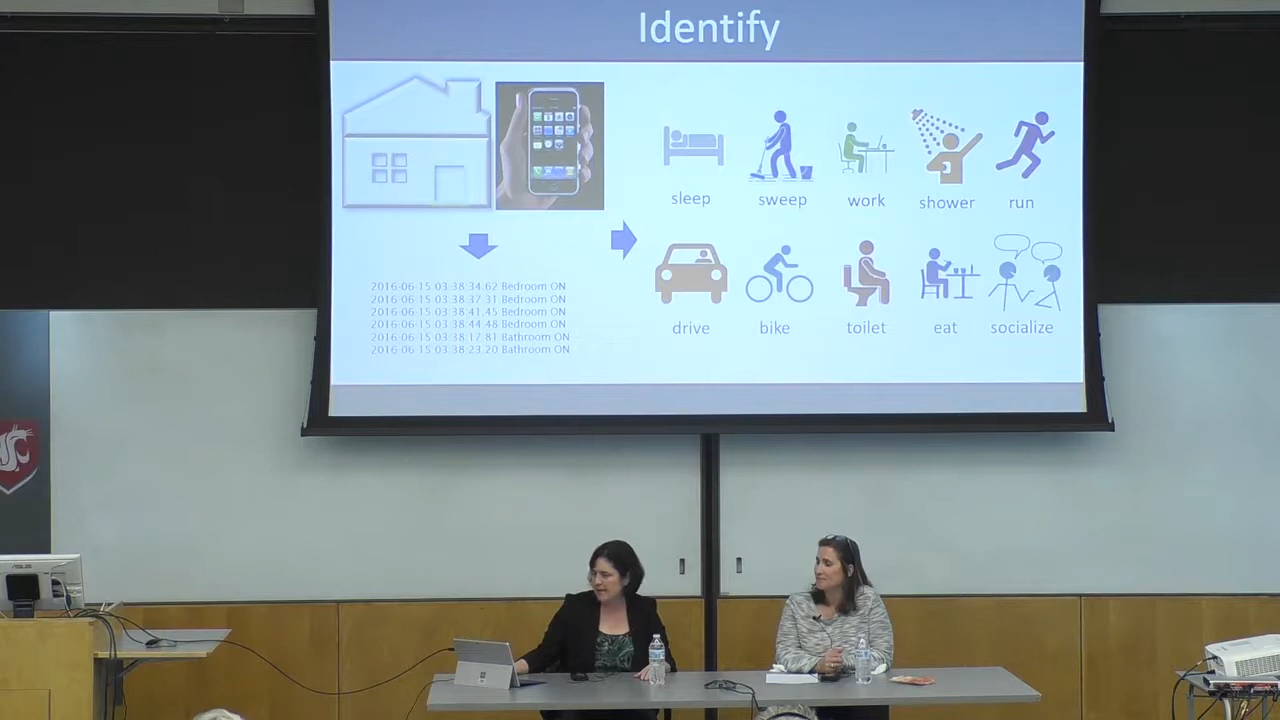 Identify
sleep
sweep
work
shower
run
2016-06-15 03:38:34.62 Bedroom ON
2016-06-15 03:38:37.31 Bedroom ON
2016-06-15 03:38:41.45 Bedroom ON
2016-06-15 03:38:44.48 Bedroom ON
2016-06-15 03:38:17.81 Bathroom ON
2016-06-15 03:38:23.20 Bathroom ON
drive
bike
toilet
eat
socialize
ASUS